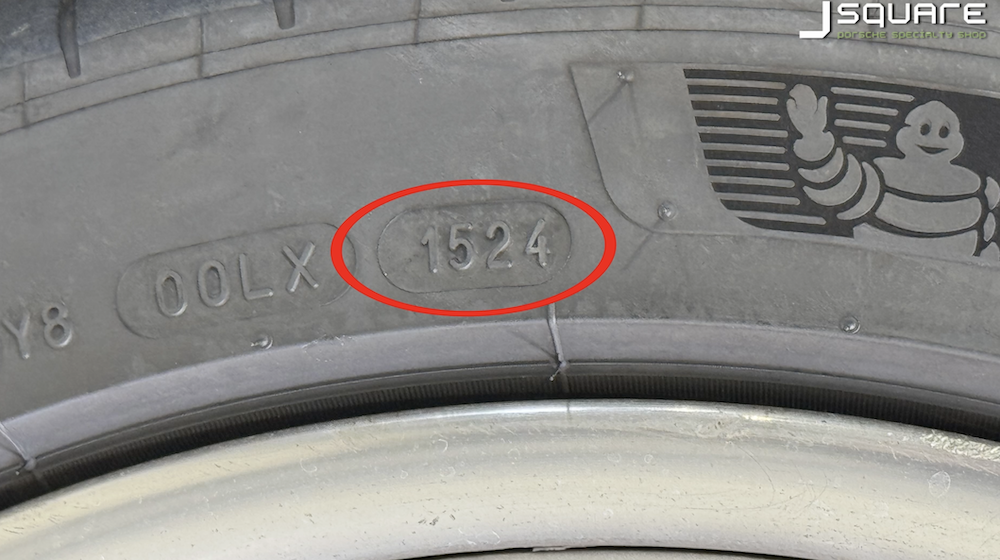 JSQUARE
PORSCHE SPECIALTY SHOP
1524
00LX
Y8